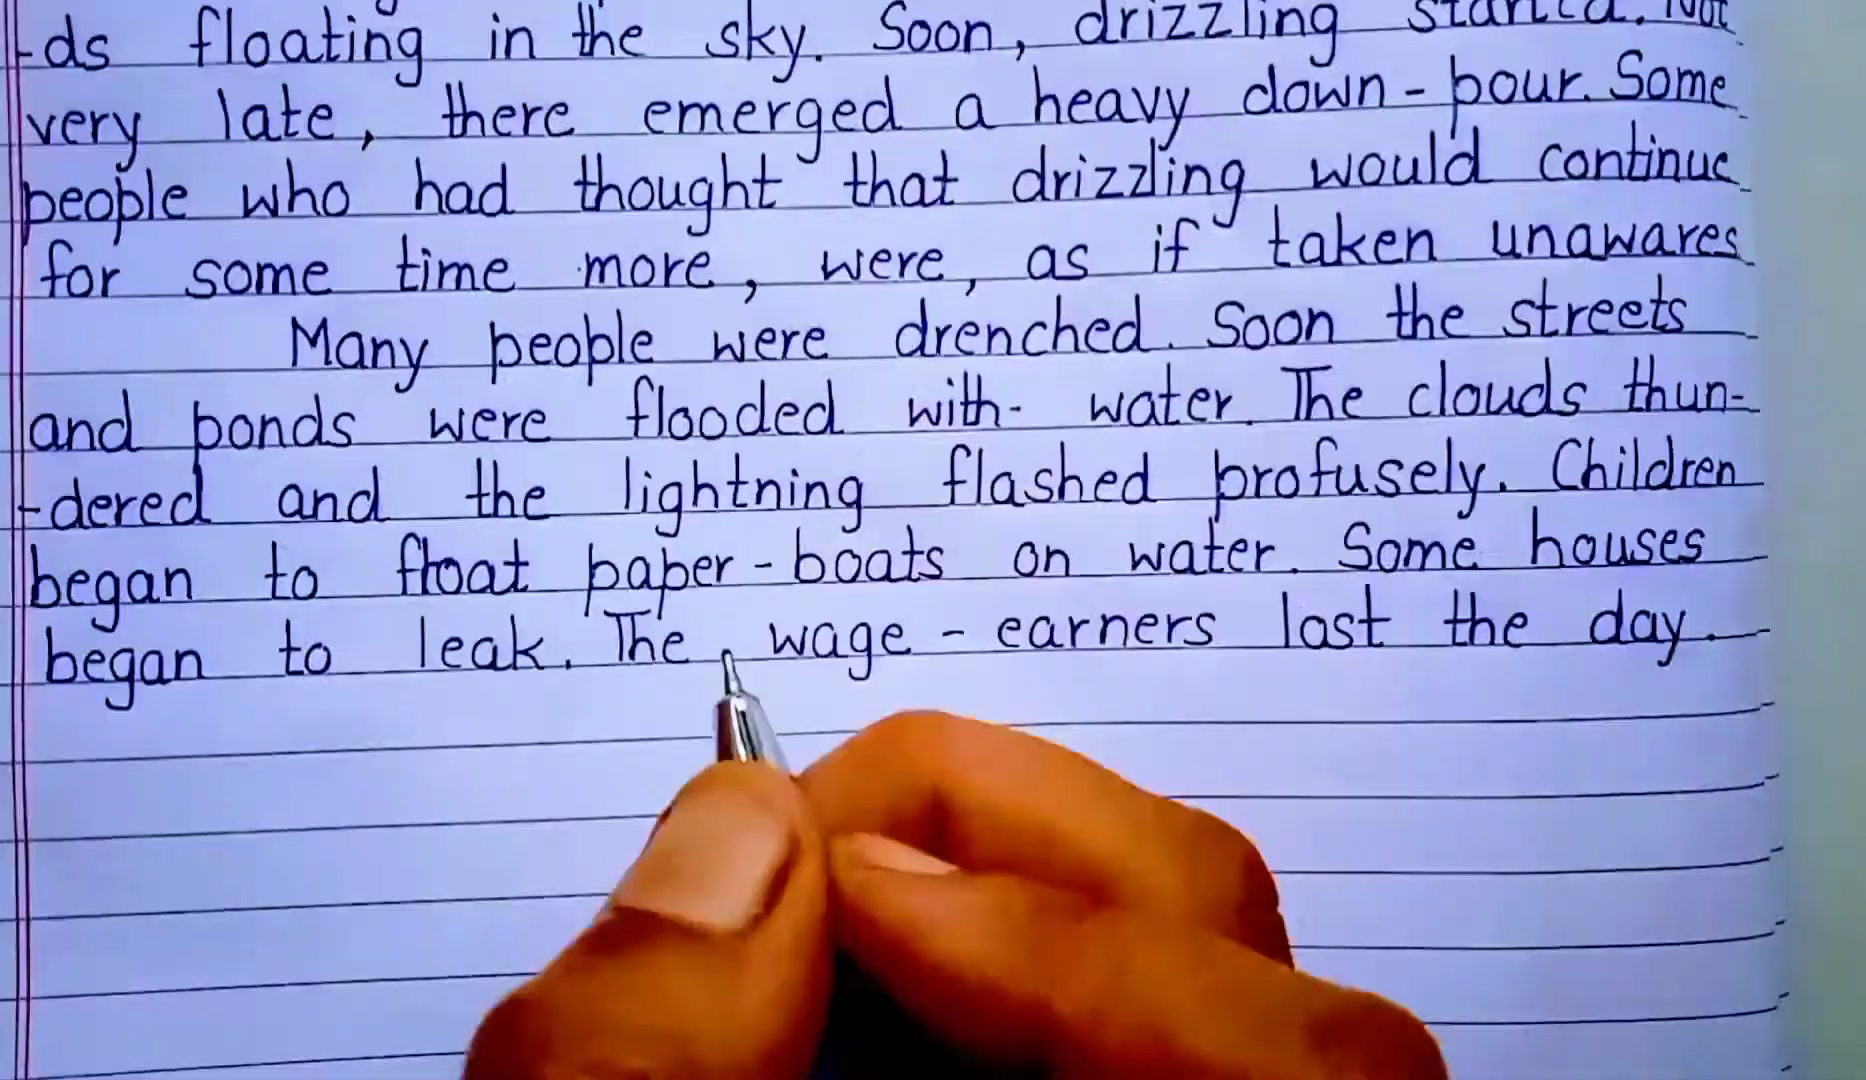 -ds floating in the sky. Soon, drizzling started. Not
very late, there emerged a heavy down-pour. Some
people who had thought that drizzling would continue
for some time more, were, as if taken unawares
Many people were drenched. Soon the streets
and ponds were flooded with- water. The clouds thun-
-dered and the lightning flashed profusely. Children
began to float paper-boats on water. Some houses
began to leak. The wage-earners lost the day.